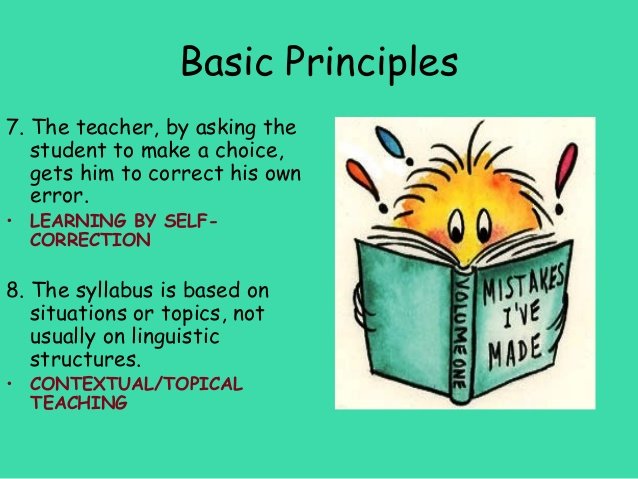 Basic Principles
7. The teacher, by asking the
student to make a choice,
gets him to correct his own
error.
• LEARNING BY SELF-
CORRECTION
8. The syllabus is based on
situations or topics, not
usually on linguistic
structures.
• CONTEXTUAL/TOPICAL
TEACHING
VOLUME ONE
MISTAKES
I'VE
MADE